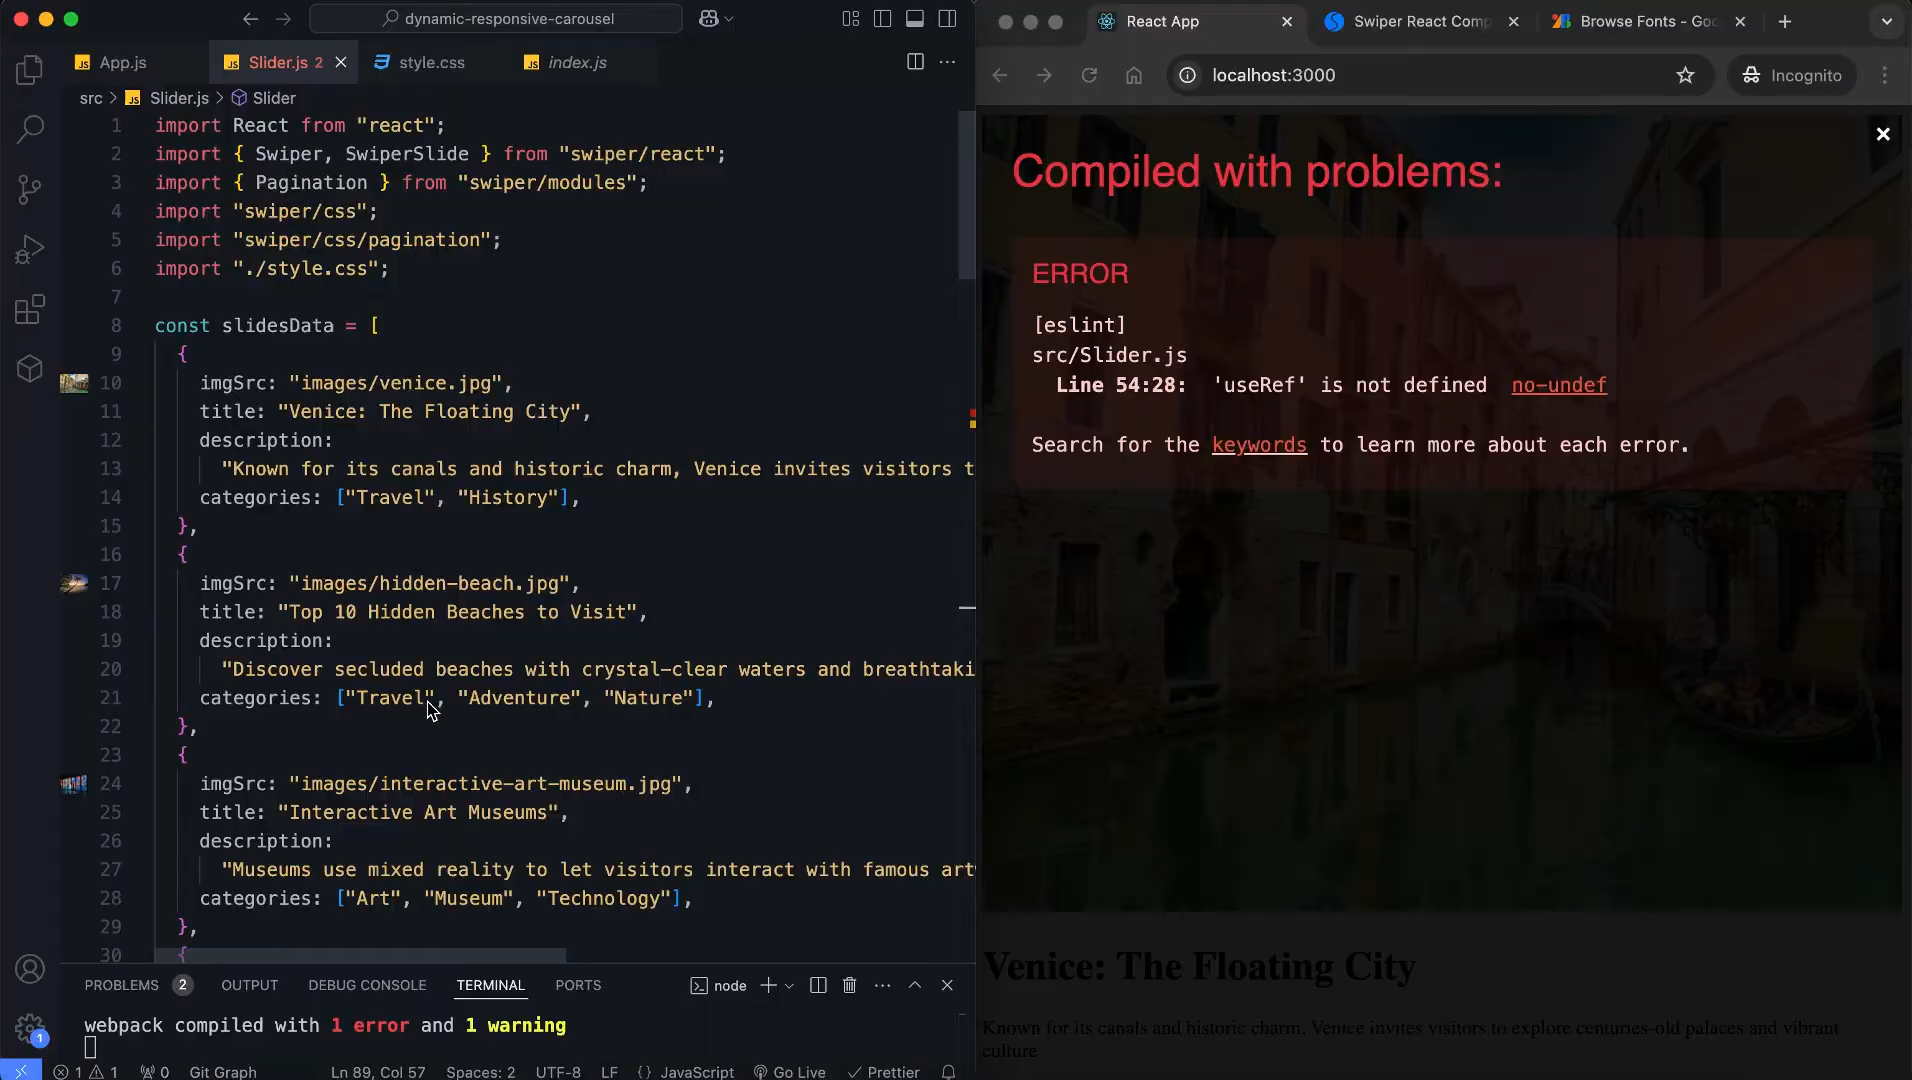 dynamic-responsive-carousel
App.js
Slider.js 2
style.css
index.js
src > Slider.js > Slider
1 import React from "react";
2 import { Swiper, SwiperSlide } from "swiper/react";
3 import { Pagination } from "swiper/modules";
4 import "swiper/css";
5 import "swiper/css/pagination";
6 import "./style.css";
7
8 const slidesData = [
9 {
10 imgSrc: "images/venice.jpg",
11 title: "Venice: The Floating City",
12 description:
13 "Known for its canals and historic charm, Venice invites visitors t
14 categories: ["Travel", "History"],
15 },
16 {
17 imgSrc: "images/hidden-beach.jpg",
18 title: "Top 10 Hidden Beaches to Visit",
19 description:
20 "Discover secluded beaches with crystal-clear waters and breathtaki
21 categories: ["Travel", "Adventure", "Nature"],
22 },
23 {
24 imgSrc: "images/interactive-art-museum.jpg",
25 title: "Interactive Art Museums",
26 description:
27 "Museums use mixed reality to let visitors interact with famous art
28 categories: ["Art", "Museum", "Technology"],
29 },
30 {
PROBLEMS 2 OUTPUT DEBUG CONSOLE TERMINAL PORTS node
webpack compiled with 1 error and 1 warning
1 1 0 Git Graph Ln 89, Col 57 Spaces: 2 UTF-8 LF {} JavaScript Go Live Prettier
1
React App
Swiper React Comp
Browse Fonts - Goo
localhost:3000
Incognito
Compiled with problems:
ERROR
[eslint]
src/Slider.js
Line 54:28: 'useRef' is not defined no-undef
Search for the keywords to learn more about each error.
Venice: The Floating City
Known for its canals and historic charm, Venice invites visitors to explore centuries-old palaces and vibrant
culture